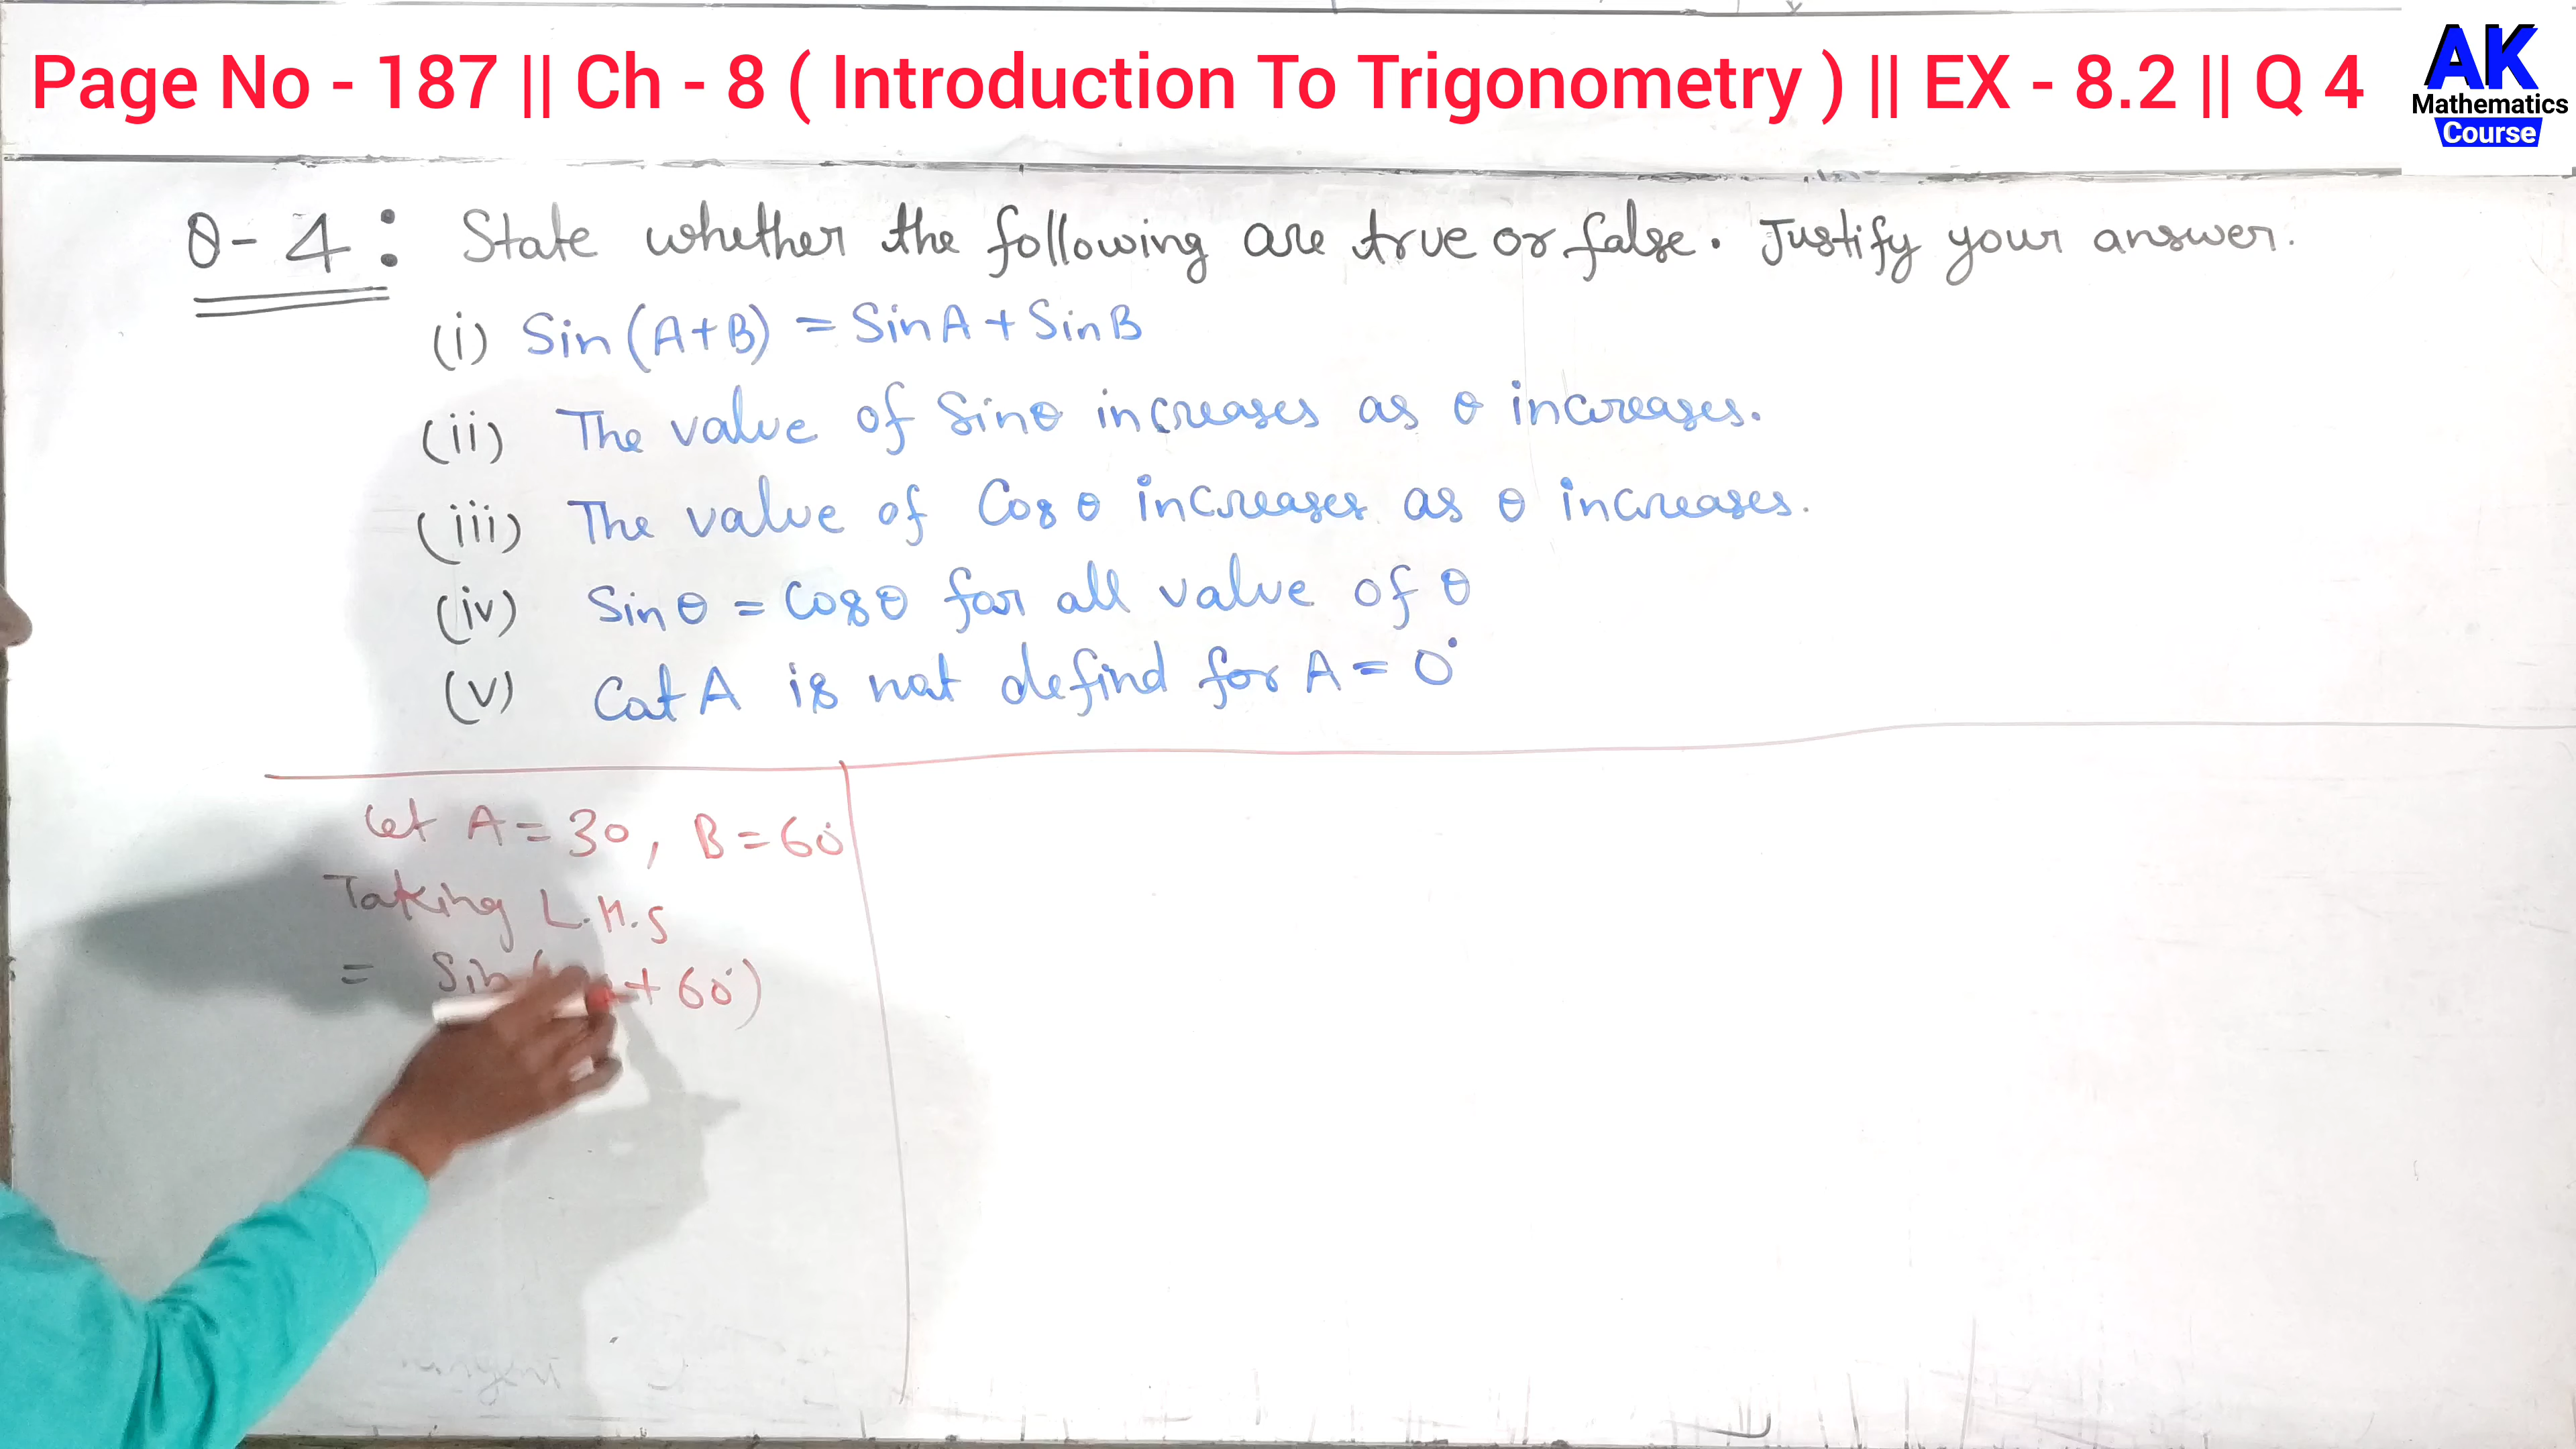 Page No - 187 || Ch - 8 ( Introduction To Trigonometry ) || EX - 8.2 || Q 4
AK
Mathematics
Course
Q-4: State whether the following are true or false. Justify your answer.
(i) Sin (A+B) = SinA + SinB
(ii) The value of Sinθ increases as θ increases.
(iii) The value of Cosθ increases as θ increases.
(iv) Sinθ = Cosθ for all value of θ
(v) Cot A is not defind for A = 0°
Let A = 30, B = 60°
Taking L.H.S
= Sin ( + 60°)